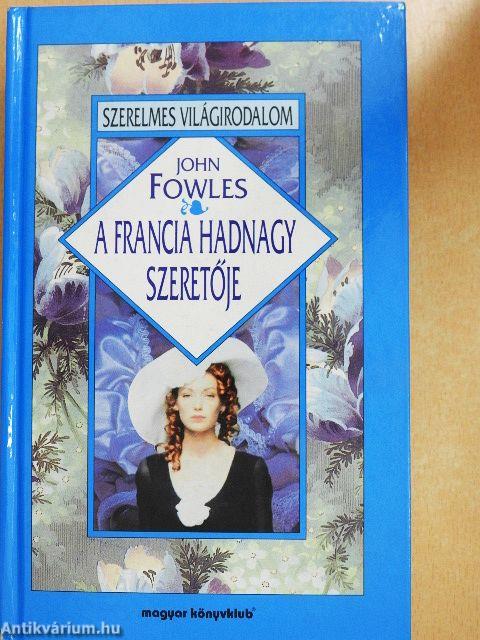 SZERELMES VILÁGIRODALOM
JOHN
FOWLES
A FRANCIA HADNAGY
SZERETŐJE
magyar könyvklub®
Antikvárium.hu